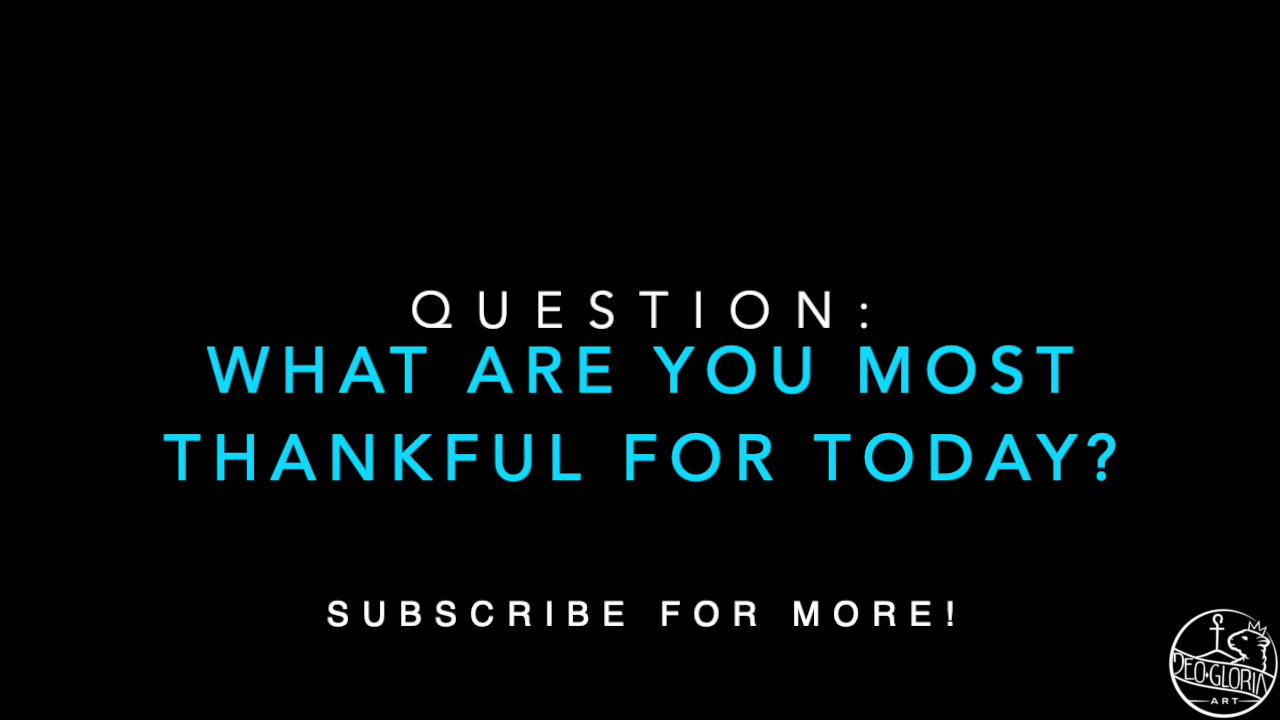 QUESTION:
WHAT ARE YOU MOST
THANKFUL FOR TODAY?
SUBSCRIBE FOR MORE!
DEO•GLORIA
ART